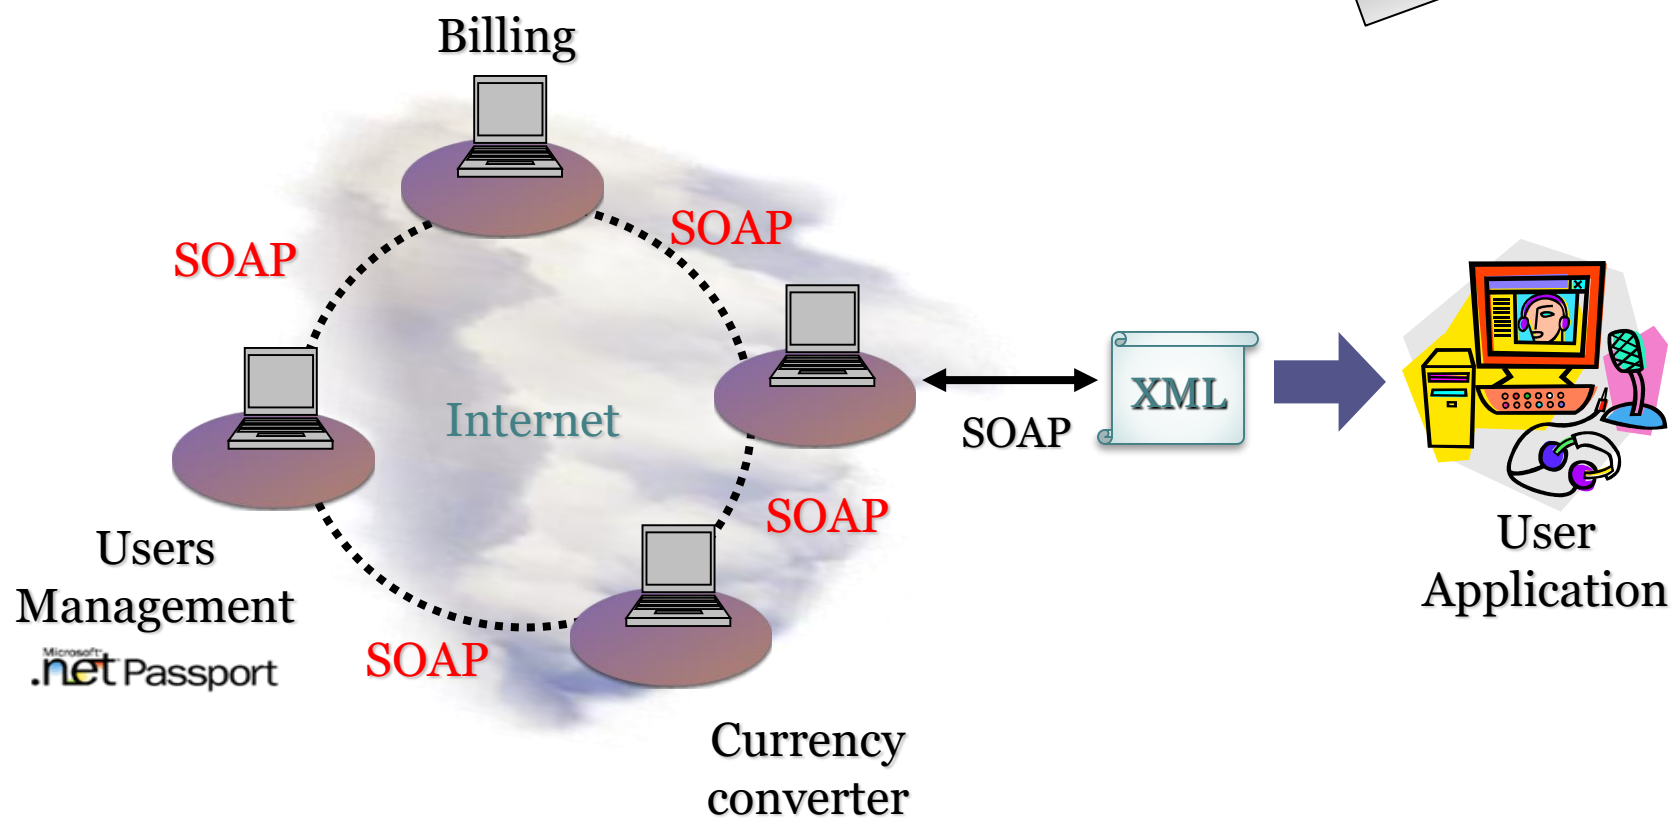 Billing
SOAP
SOAP
Internet
XML
SOAP
SOAP
Users
Management
Microsoft
.net Passport
SOAP
User
Application
Currency
converter